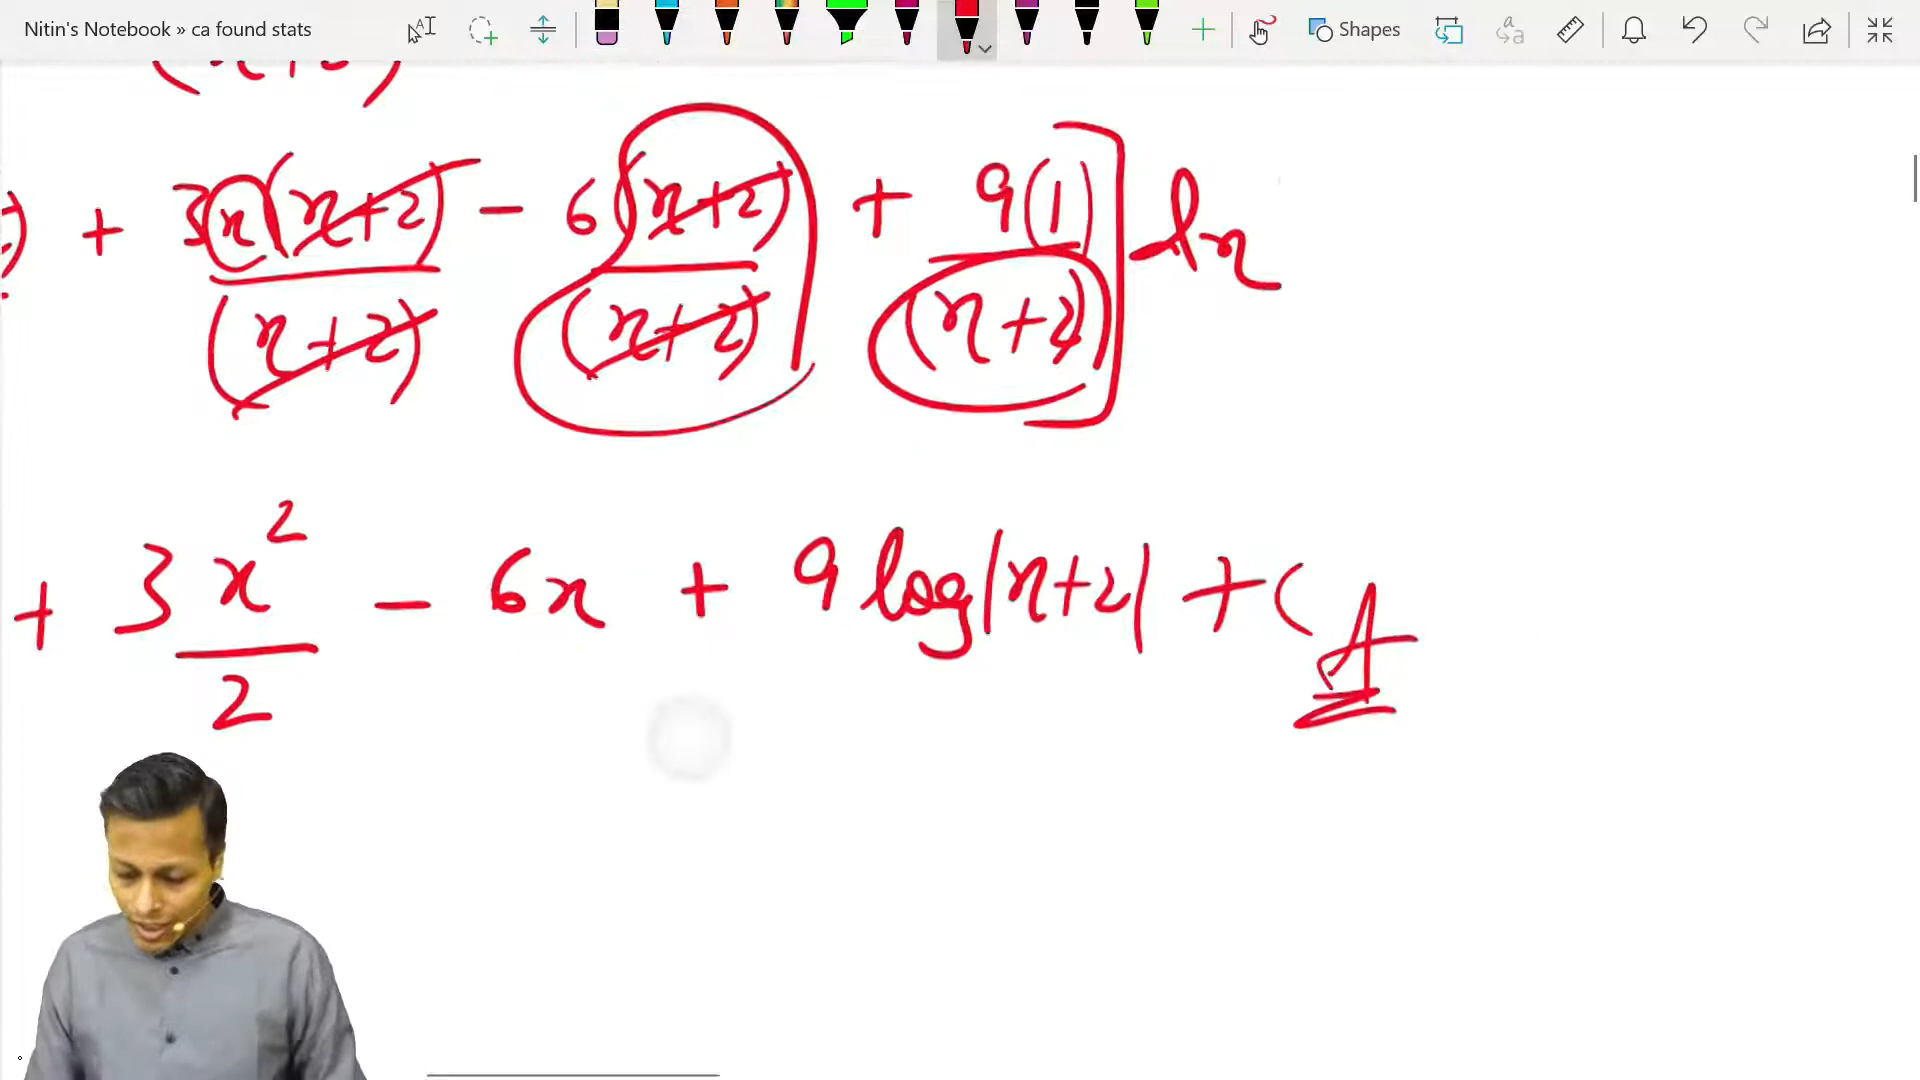 Nitin's Notebook » ca found stats
Shapes
+ 3x(x+2) - 6(x+2) + 9(1) ] dx
(x+2) (x+2) (x+2)
+ 3x² - 6x + 9 log|x+2| + C A
2